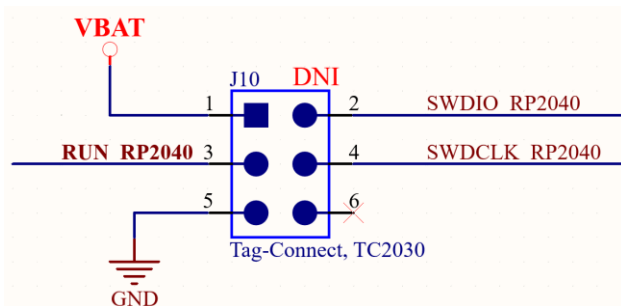 VBAT
J10 DNI
1 2 SWDIO_RP2040
RUN_RP2040 3 4 SWDCLK_RP2040
5 6
Tag-Connect, TC2030
GND